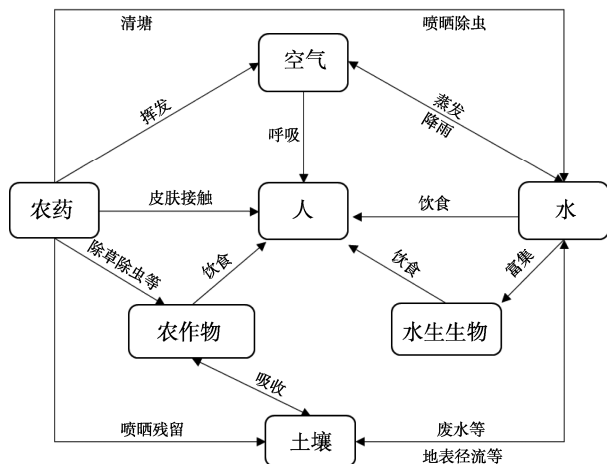 清塘
喷晒除虫
空气
挥发
蒸发
降雨
呼吸
农药
皮肤接触
人
饮食
水
除草除虫等
饮食
饮食
富集
农作物
水生生物
吸收
喷晒残留
土壤
废水等
地表径流等